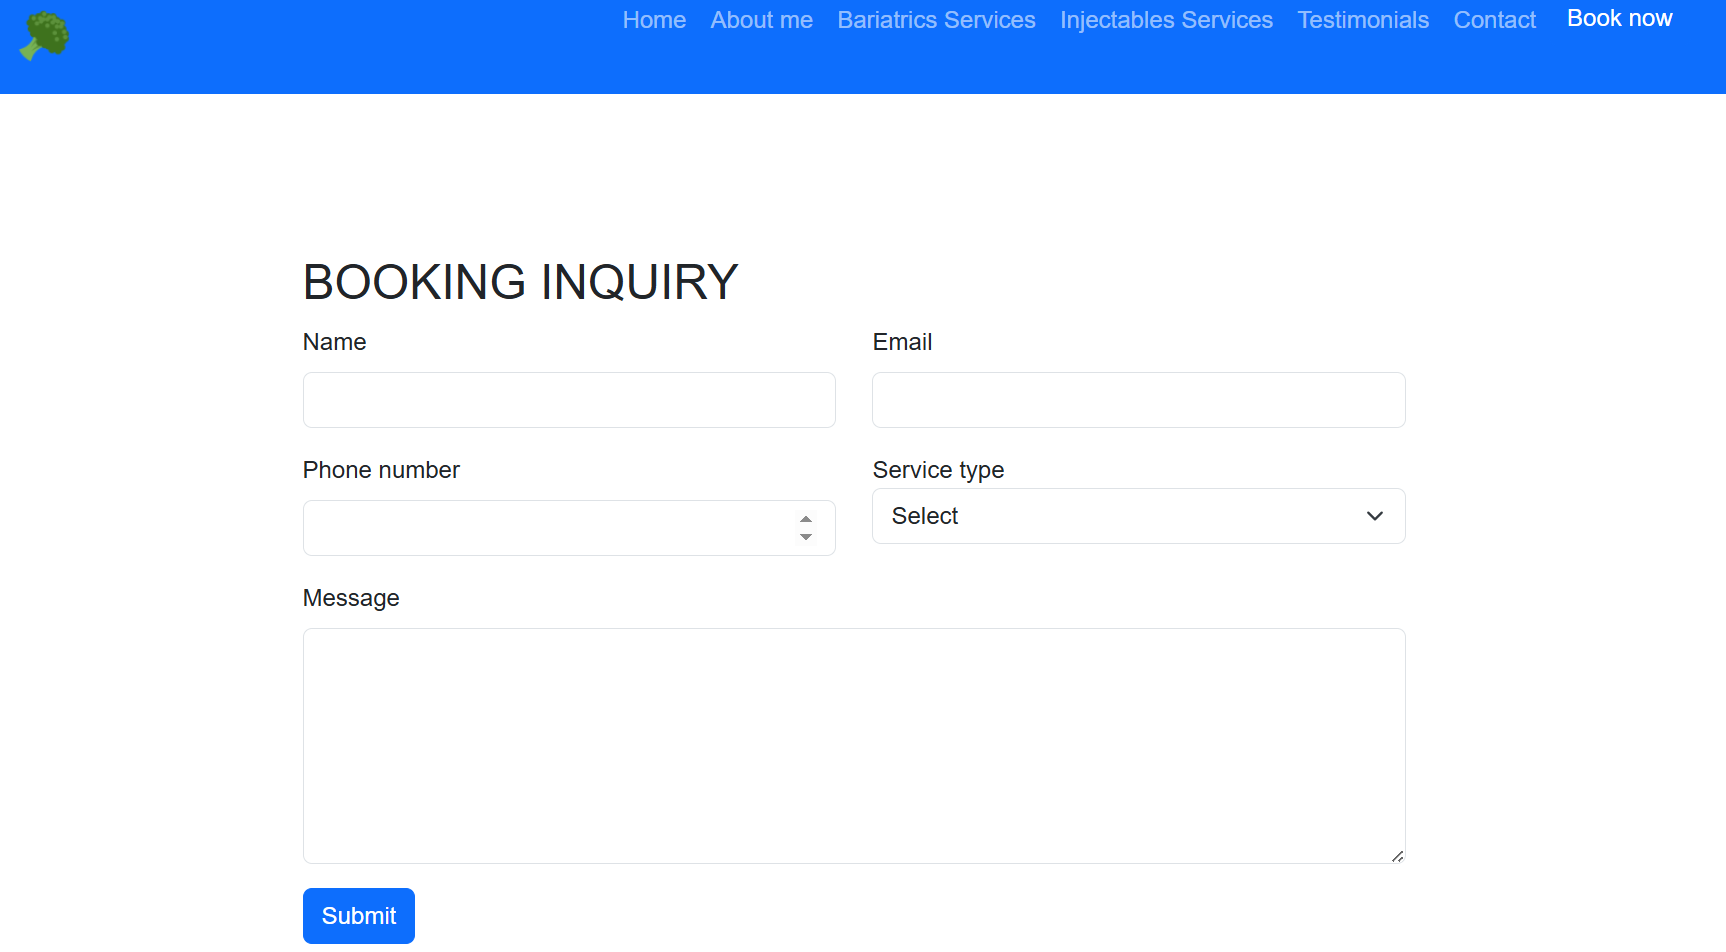 Home About me Bariatrics Services Injectables Services Testimonials Contact Book now
BOOKING INQUIRY
Name Email
Phone number Service type
Select
Message
Submit